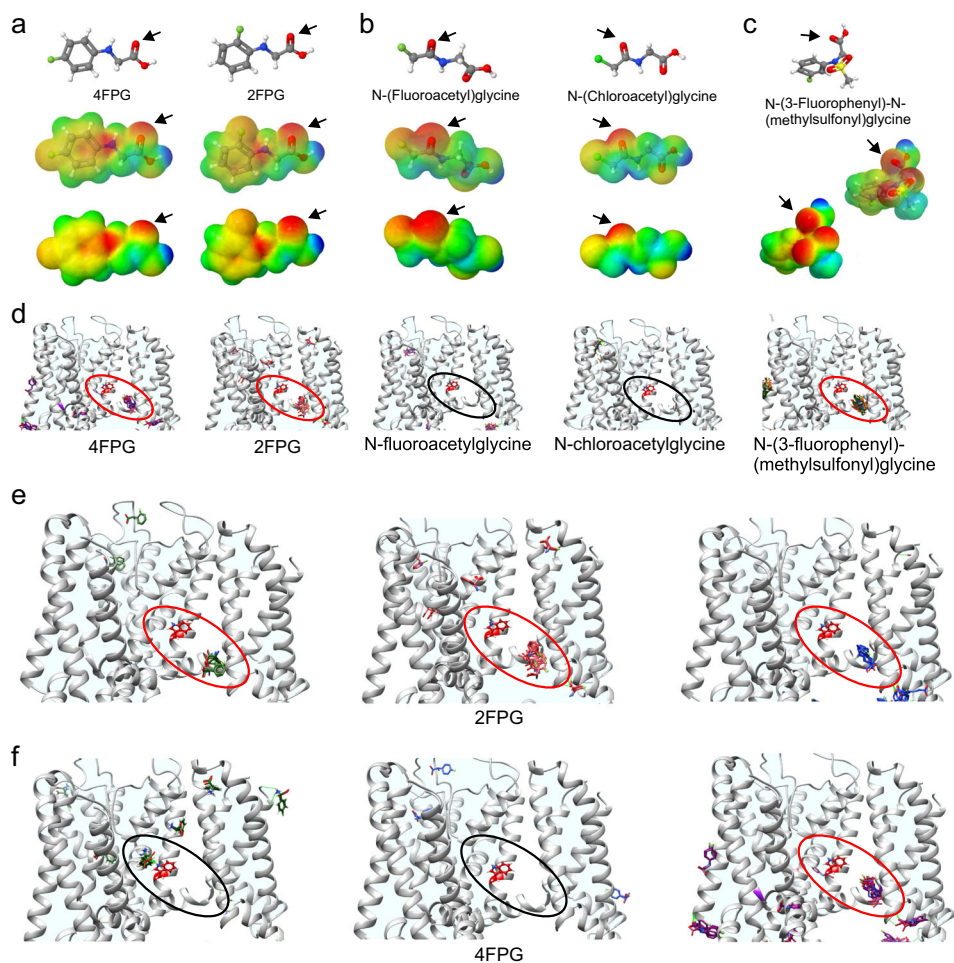 a
b
c
4FPG
2FPG
N-(Fluoroacetyl)glycine
N-(Chloroacetyl)glycine
N-(3-Fluorophenyl)-N-
(methylsulfonyl)glycine
d
4FPG
2FPG
N-fluoroacetylglycine
N-chloroacetylglycine
N-(3-fluorophenyl)-
(methylsulfonyl)glycine
e
2FPG
f
4FPG